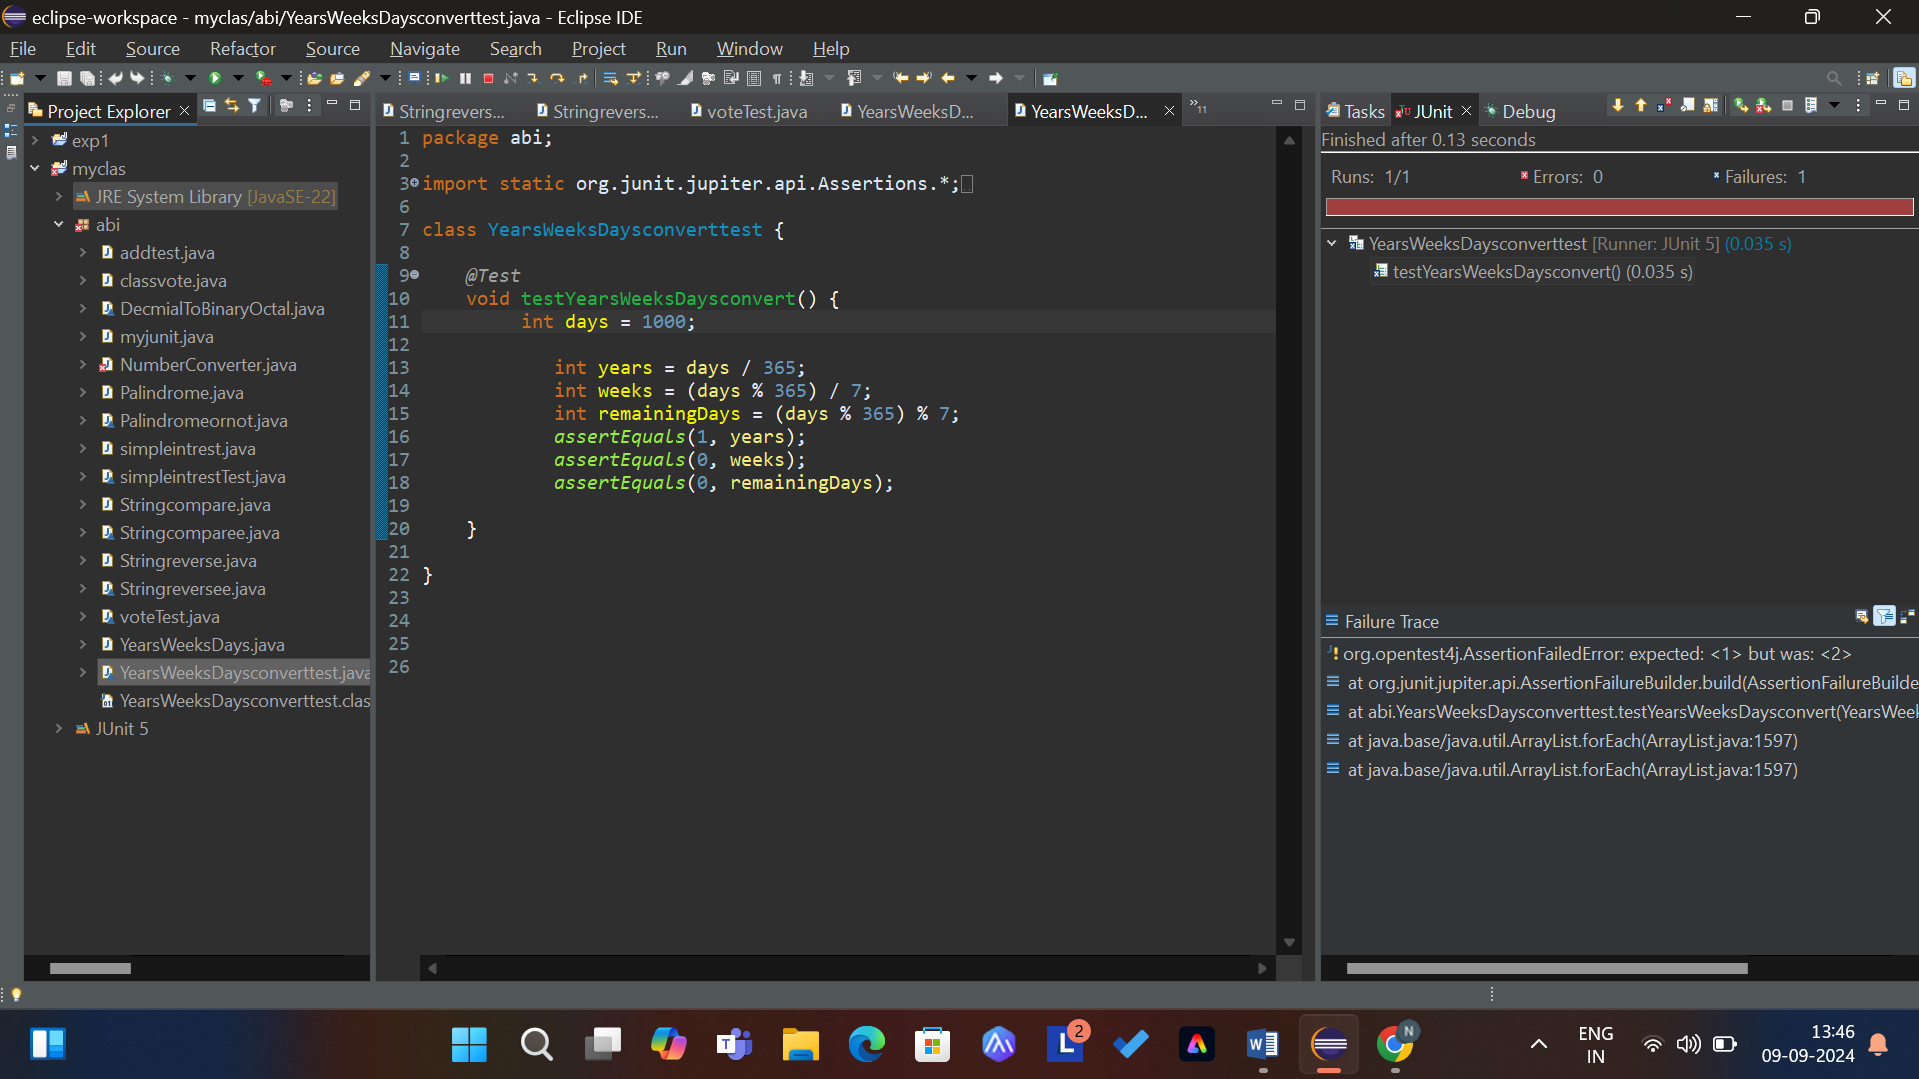 eclipse-workspace - myclas/abi/YearsWeeksDaysconverttest.java - Eclipse IDE
File Edit Source Refactor Source Navigate Search Project Run Window Help
Project Explorer
exp1
myclas
JRE System Library [JavaSE-22]
abi
addtest.java
classvote.java
DecmialToBinaryOctal.java
myjunit.java
NumberConverter.java
Palindrome.java
Palindromeornot.java
simpleintrest.java
simpleintrestTest.java
Stringcompare.java
Stringcomparee.java
Stringreverse.java
Stringreversee.java
voteTest.java
YearsWeeksDays.java
YearsWeeksDaysconverttest.java
YearsWeeksDaysconverttest.clas
JUnit 5
Stringrevers... Stringrevers... voteTest.java YearsWeeksD... YearsWeeksD... »11
1 package abi;
2
3 import static org.junit.jupiter.api.Assertions.*;
6
7 class YearsWeeksDaysconverttest {
8
9 @Test
10 void testYearsWeeksDaysconvert() {
11 int days = 1000;
12
13 int years = days / 365;
14 int weeks = (days % 365) / 7;
15 int remainingDays = (days % 365) % 7;
16 assertEquals(1, years);
17 assertEquals(0, weeks);
18 assertEquals(0, remainingDays);
19
20 }
21
22 }
23
24
25
26
Tasks JUnit Debug
Finished after 0.13 seconds
Runs: 1/1 Errors: 0 Failures: 1
YearsWeeksDaysconverttest [Runner: JUnit 5] (0.035 s)
testYearsWeeksDaysconvert() (0.035 s)
Failure Trace
org.opentest4j.AssertionFailedError: expected: <1> but was: <2>
at org.junit.jupiter.api.AssertionFailureBuilder.build(AssertionFailureBuilde
at abi.YearsWeeksDaysconverttest.testYearsWeeksDaysconvert(YearsWeek
at java.base/java.util.ArrayList.forEach(ArrayList.java:1597)
at java.base/java.util.ArrayList.forEach(ArrayList.java:1597)
2
N
ENG
IN
13:46
09-09-2024